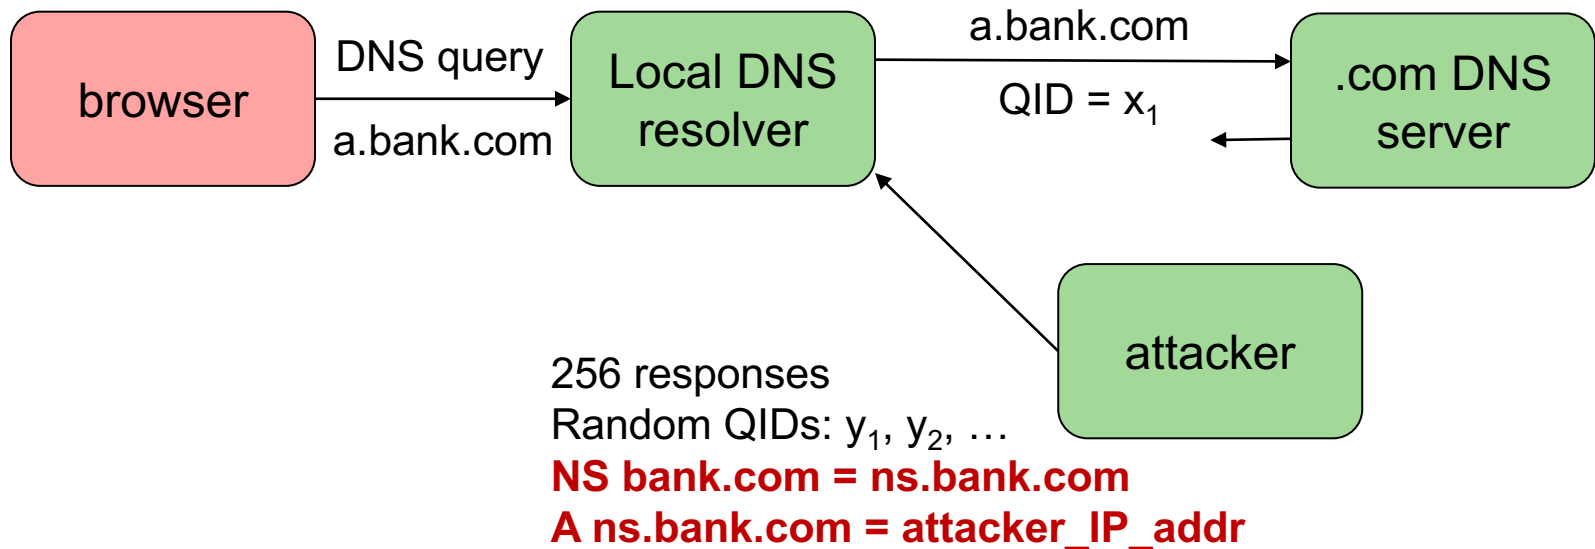 browser
DNS query
a.bank.com
Local DNS
resolver
a.bank.com
QID = x₁
.com DNS
server
attacker
256 responses
Random QIDs: y₁, y₂, …
NS bank.com = ns.bank.com
A ns.bank.com = attacker_IP_addr